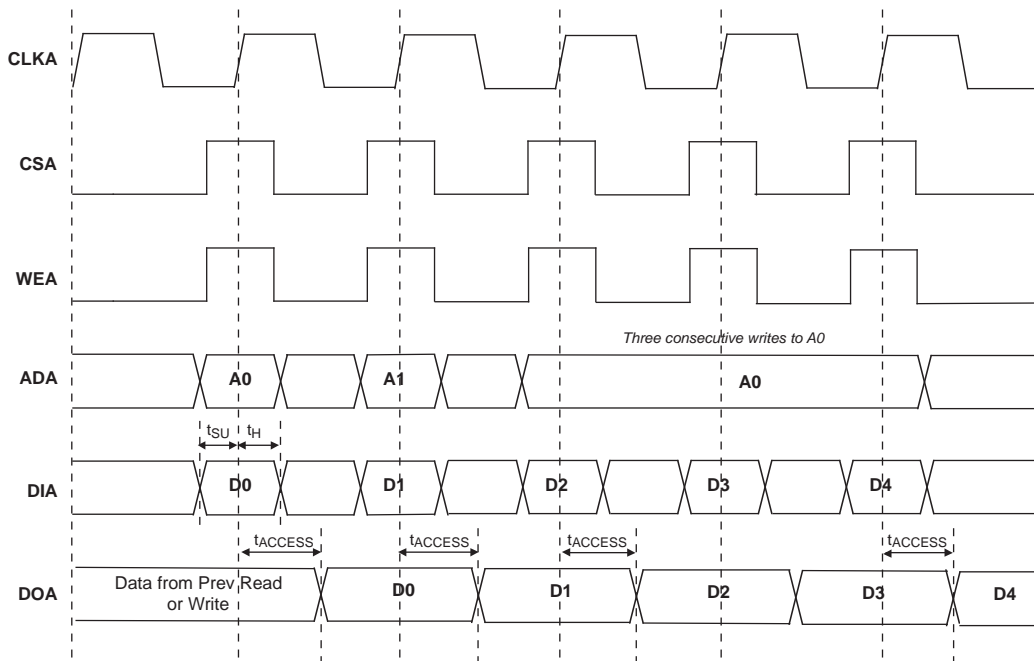 CLKA
CSA
WEA
Three consecutive writes to A0
ADA
A0
A1
A0
tSU
tH
DIA
D0
D1
D2
D3
D4
tACCESS
tACCESS
tACCESS
tACCESS
DOA
Data from Prev Read
or Write
D0
D1
D2
D3
D4